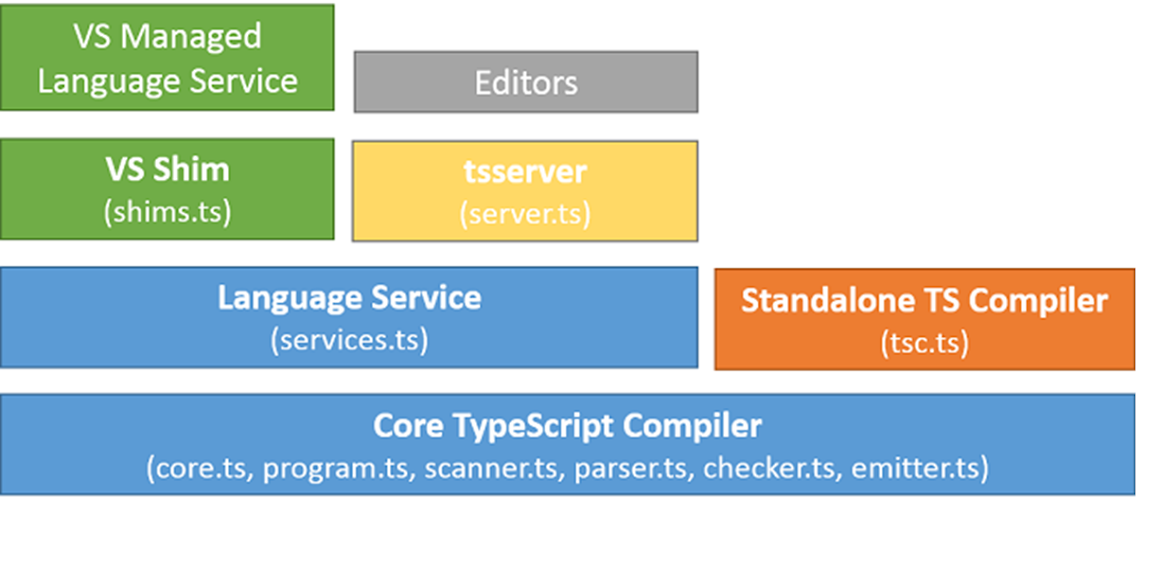 VS Managed
Language Service
Editors
VS Shim
(shims.ts)
tsserver
(server.ts)
Language Service
(services.ts)
Standalone TS Compiler
(tsc.ts)
Core TypeScript Compiler
(core.ts, program.ts, scanner.ts, parser.ts, checker.ts, emitter.ts)